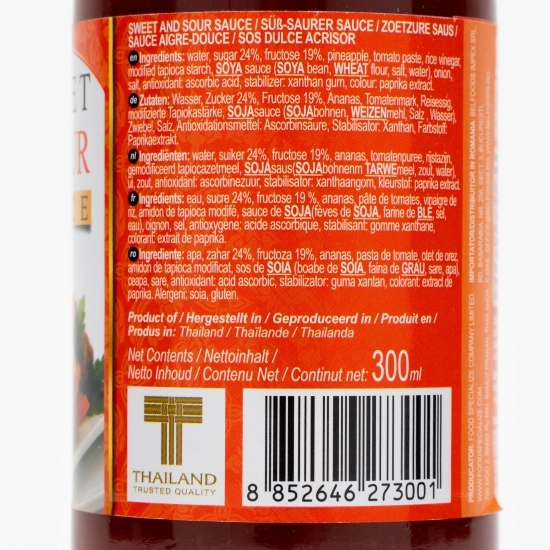 SWEET AND SOUR SAUCE / SÜß-SAURER SAUCE / ZOETZURE SAUS /
SAUCE AIGRE-DOUCE / SOS DULCE ACRISOR
en Ingredients: water, sugar 24%, fructose 19%, pineapple, tomato paste, rice vinegar,
modified tapioca starch, SOYA sauce (SOYA bean, WHEAT flour, salt, water), onion,
salt, antioxidant: ascorbic acid, stabilizer: xanthan gum, colour: paprika extract.
de Zutaten: Wasser, Zucker 24%, Fructose 19%, Ananas, Tomatenmark, Reisessig,
modifizierte Tapiokastärke, SOJAsauce (SOJAbohnen, WEIZENmehl, Salz , Wasser),
Zwiebel, Salz, Antioxidationsmittel: Ascorbinsäure, Stabilisator: Xanthan, Farbstoff:
Paprikaextrakt.
nl Ingrediënten: water, suiker 24%, fructose 19%, ananas, tomatenpuree, rijstazijn,
gemodificeerd tapiocazetmeel, SOJAsaus(SOJAbohnenm TARWEmeel, zout, water),
ui, zout, antioxidant: ascorbinezuur, stabilisator: xanthaangom, kleurstof: paprika extract.
fr Ingrédients: eau, sucre 24%, fructose 19%, ananas, pâte de tomates, vinaigre de
riz, amidon de tapioca modifé, sauce de SOJA(fèves de SOJA, farine de BLÉ, sel,
eau), oignon, sel, antioxygène: acide ascorbique, stabilisant: gomme xanthane,
colorant: extrait de paprika.
ro Ingrediente: apa, zahar 24%, fructoza 19%, ananas, pasta de tomato, otet de orez,
amidon de tapioca modificat, sos de SOIA (boabe de SOIA, faina de GRAU, sare, apa),
ceapa, sare, antioxidant: acid ascorbic, stabilizator: guma xantan, colorant: extract de
paprika. Alergeni: soia, gluten.
Product of / Hergestellt in / Geproduceerd in / Produit en /
Produs in: Thailand / Thaïlande / Thailanda
Net Contents / Nettoinhalt /
Netto Inhoud / Contenu Net / Continut net: 300ml
THAILAND
TRUSTED QUALITY
8 852646 273001
ET
R
E